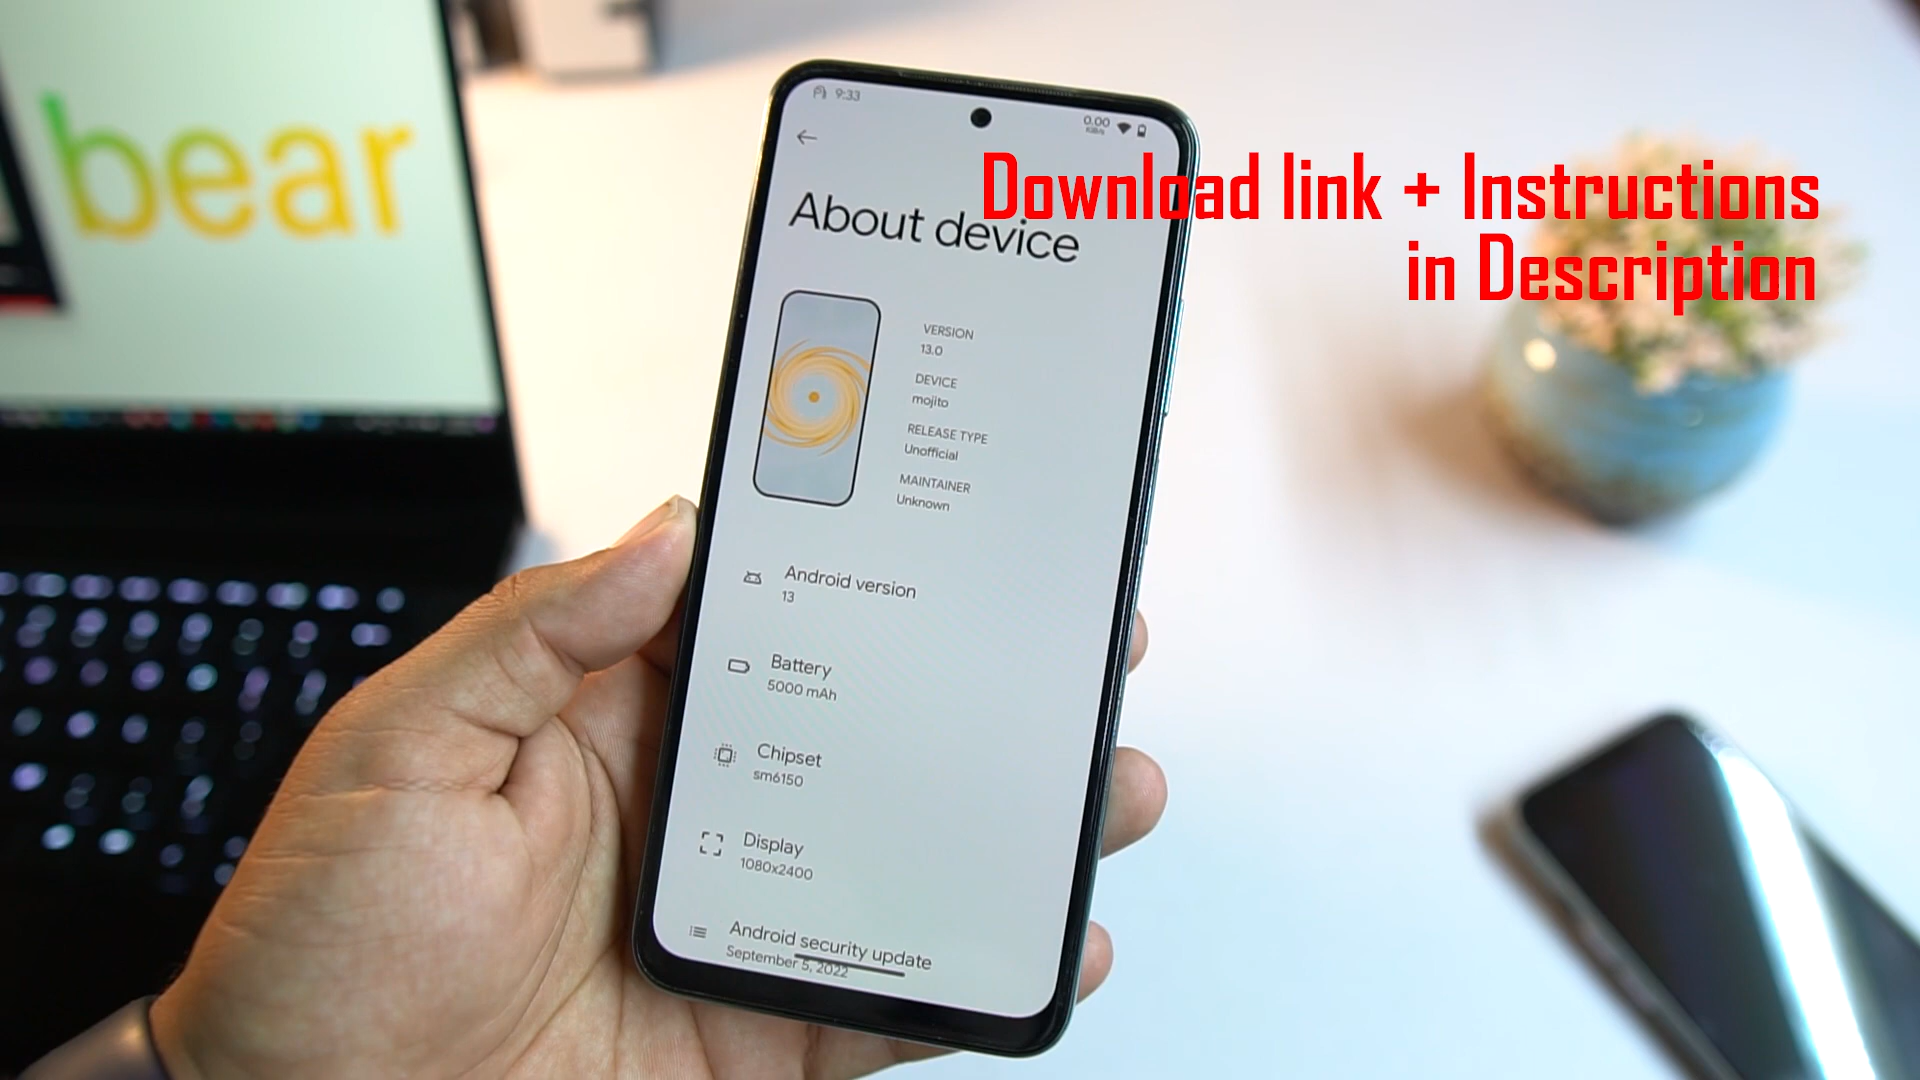 bear
9:33
0.00
KiB/s
Download link + Instructions
in Description
About device
VERSION
13.0
DEVICE
mojito
RELEASE TYPE
Unofficial
MAINTAINER
Unknown
Android version
13
Battery
5000 mAh
Chipset
sm6150
Display
1080x2400
Android security update
September 5, 2022